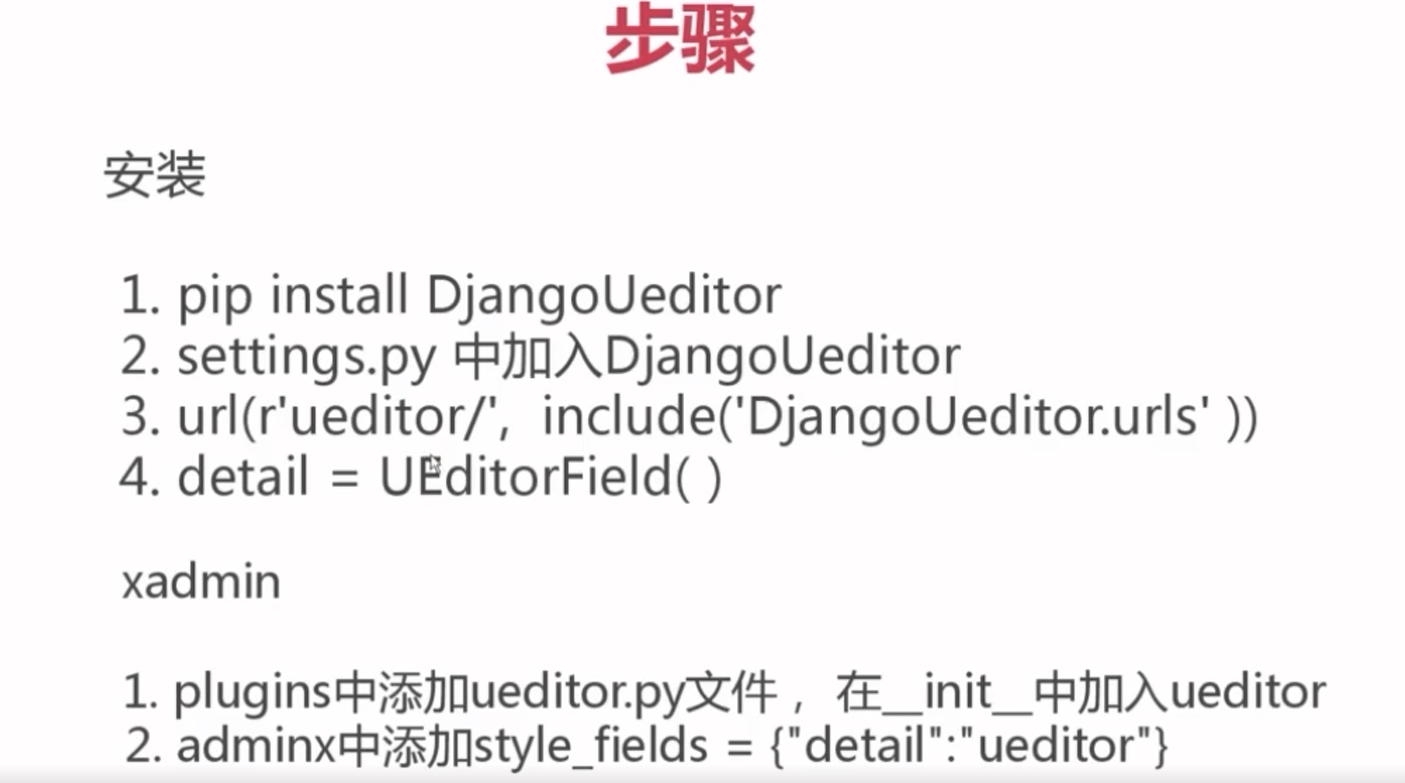 步骤
安装
1. pip install DjangoUeditor
2. settings.py 中加入DjangoUeditor
3. url(r'ueditor/',  include('DjangoUeditor.urls' ))
4. detail = UEditorField( )
xadmin
1. plugins中添加ueditor.py文件，在__init__中加入ueditor
2. adminx中添加style_fields = {"detail":"ueditor"}